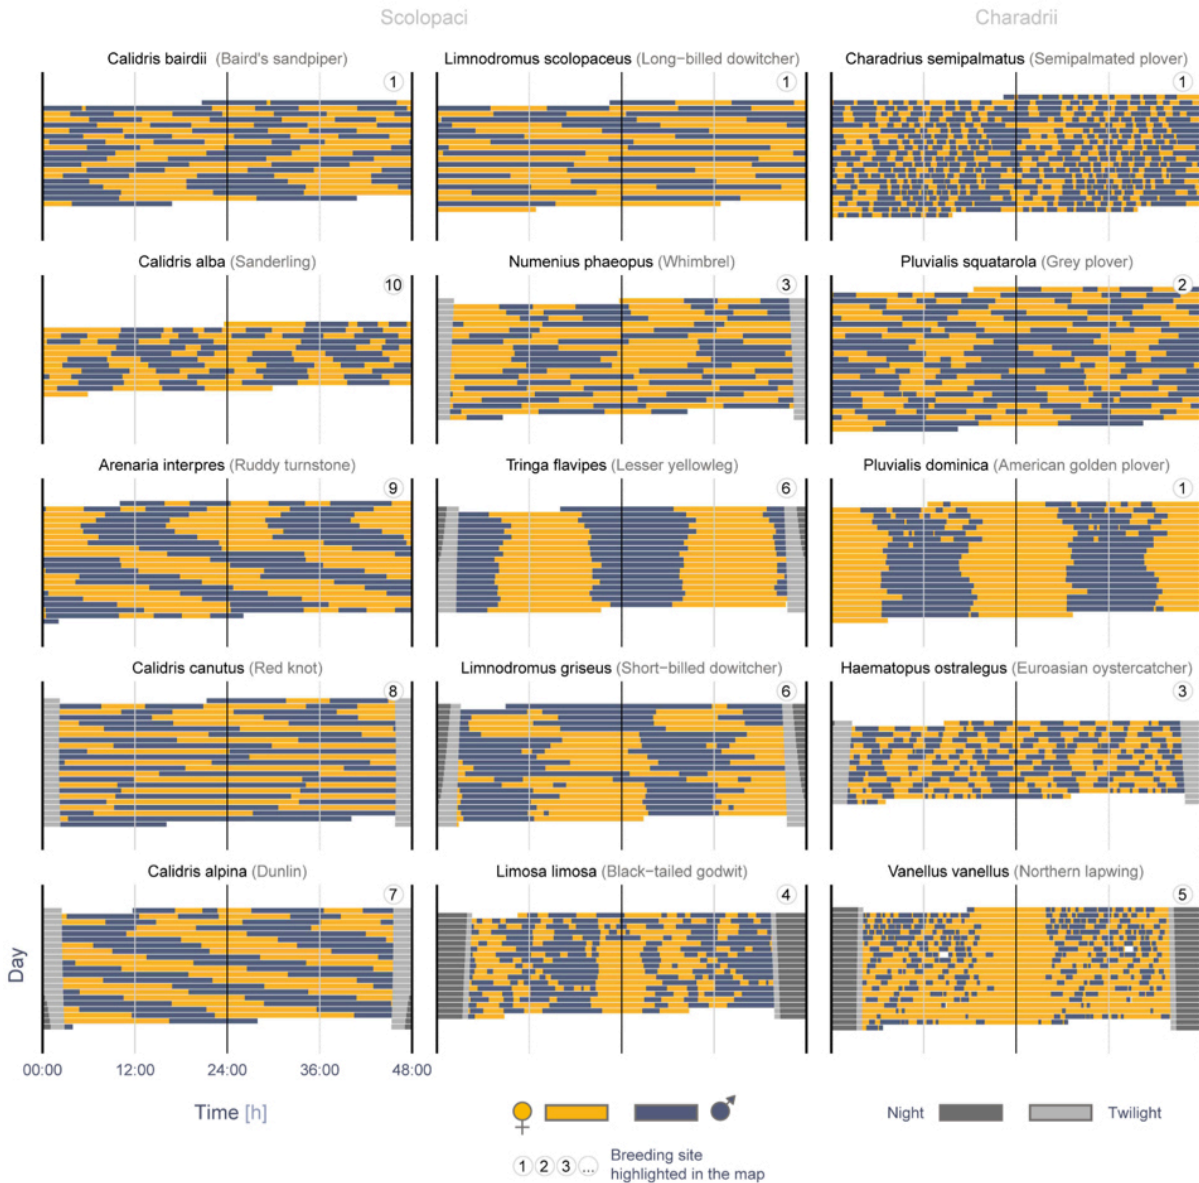 Scolopaci
Charadrii
Calidris bairdii (Baird's sandpiper)
Limnodromus scolopaceus (Long-billed dowitcher)
Charadrius semipalmatus (Semipalmated plover)
1
1
1
Calidris alba (Sanderling)
Numenius phaeopus (Whimbrel)
Pluvialis squatarola (Grey plover)
10
3
2
Arenaria interpres (Ruddy turnstone)
Tringa flavipes (Lesser yellowleg)
Pluvialis dominica (American golden plover)
9
6
1
Calidris canutus (Red knot)
Limnodromus griseus (Short-billed dowitcher)
Haematopus ostralegus (Euroasian oystercatcher)
8
6
3
Calidris alpina (Dunlin)
Limosa limosa (Black-tailed godwit)
Vanellus vanellus (Northern lapwing)
7
4
5
Day
00:00 12:00 24:00 36:00 48:00
Time [h]
Night
Twilight
1 2 3 ...
Breeding site
highlighted in the map